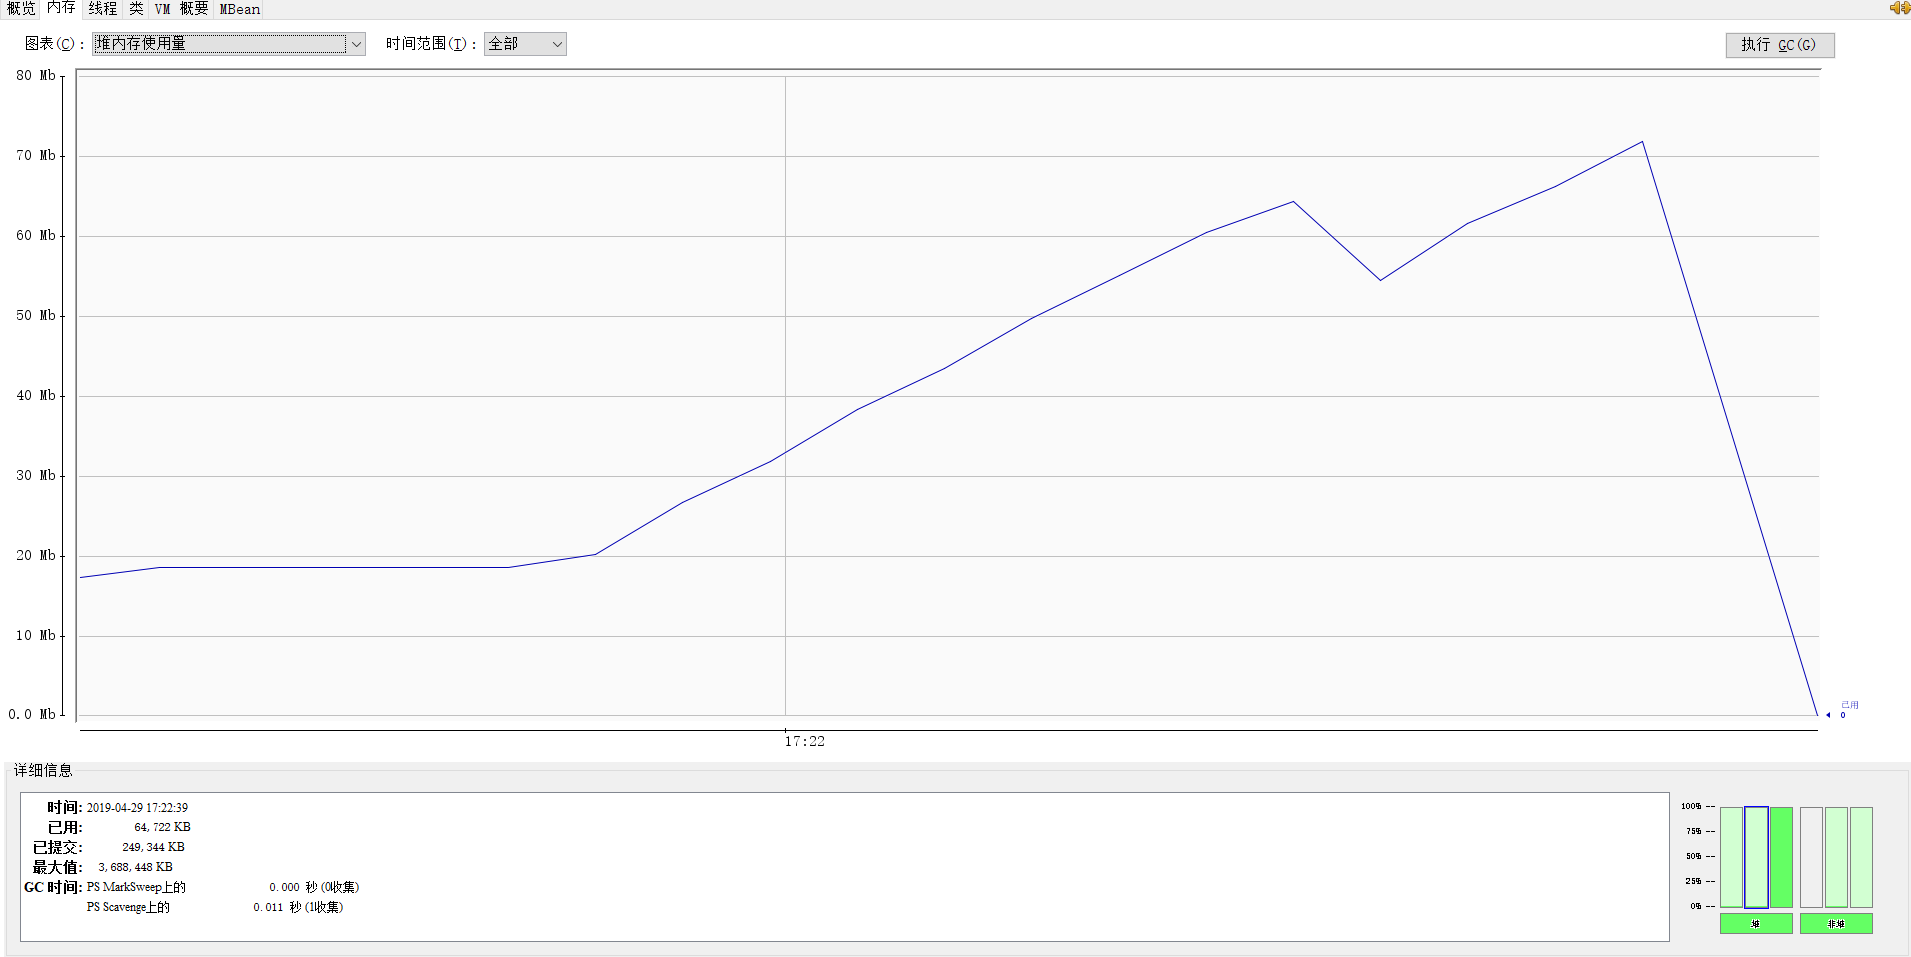 概览 内存 线程 类 VM 概要 MBean
图表(C): 堆内存使用量 时间范围(T): 全部 执行 GC(G)
80 Mb
70 Mb
60 Mb
50 Mb
40 Mb
30 Mb
20 Mb
10 Mb
0.0 Mb
已用
0
17:22
详细信息
时间: 2019-04-29 17:22:39
已用: 64,722 KB
已提交: 249,344 KB
最大值: 3,688,448 KB
GC 时间: PS MarkSweep上的 0.000 秒 (0收集)
PS Scavenge上的 0.011 秒 (1收集)
100% --
75% --
50% --
25% --
0% --
堆 非堆